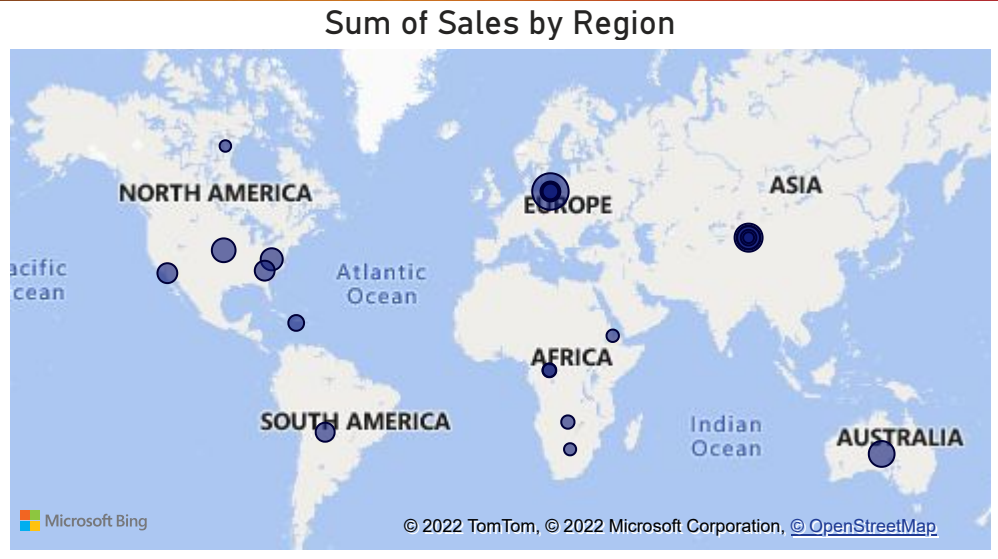 Sum of Sales by Region
NORTH AMERICA
EUROPE
ASIA
acific
cean
Atlantic
Ocean
AFRICA
SOUTH AMERICA
Indian
Ocean
AUSTRALIA
Microsoft Bing
© 2022 TomTom, © 2022 Microsoft Corporation, © OpenStreetMap